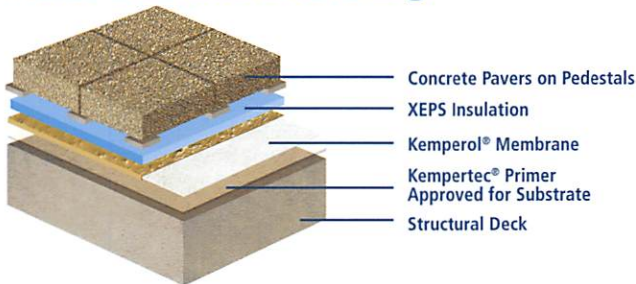 Concrete Pavers on Pedestals
XEPS Insulation
Kemperol® Membrane
Kempertec® Primer
Approved for Substrate
Structural Deck